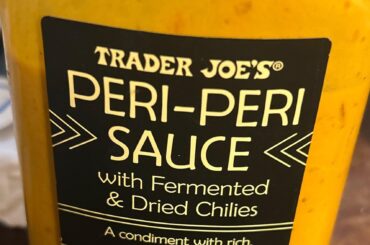 TRADER JOE'S®
PERI-PERI
SAUCE
with Fermented
& Dried Chilies
A condiment with rich,